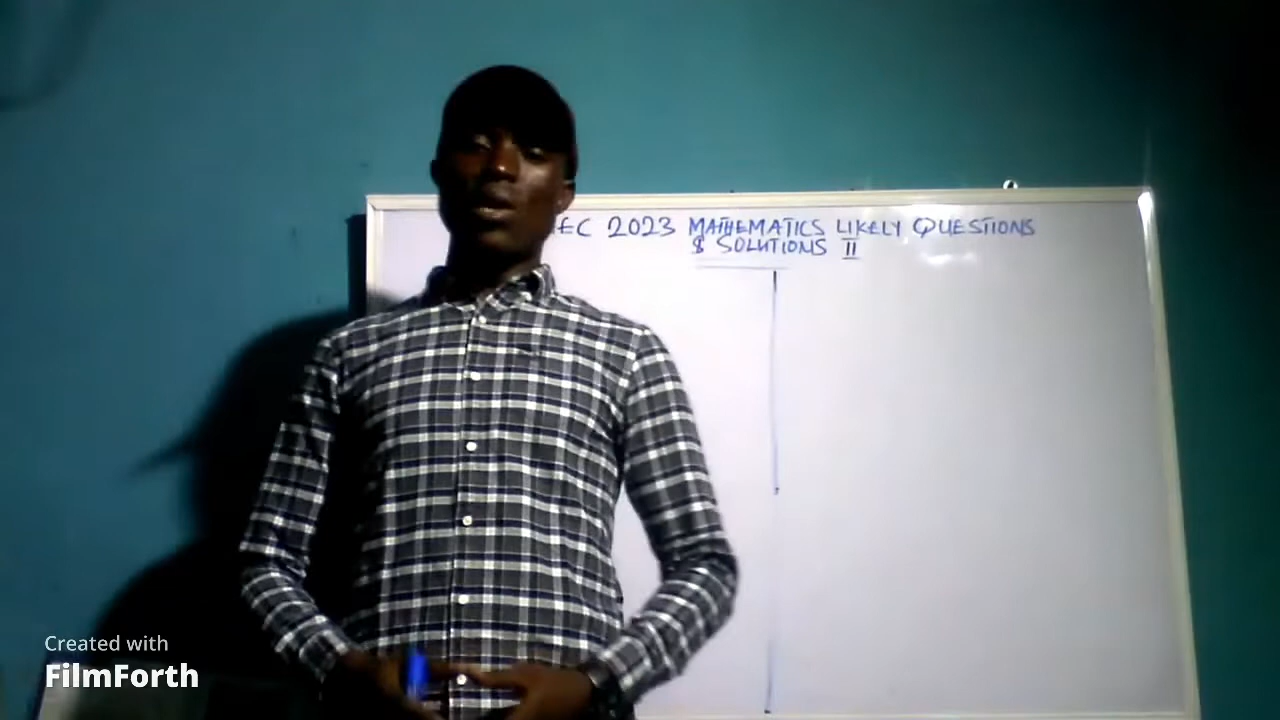 EC 2023 MATHEMATICS LIKELY QUESTIONS
& SOLUTIONS II
Created with
FilmForth